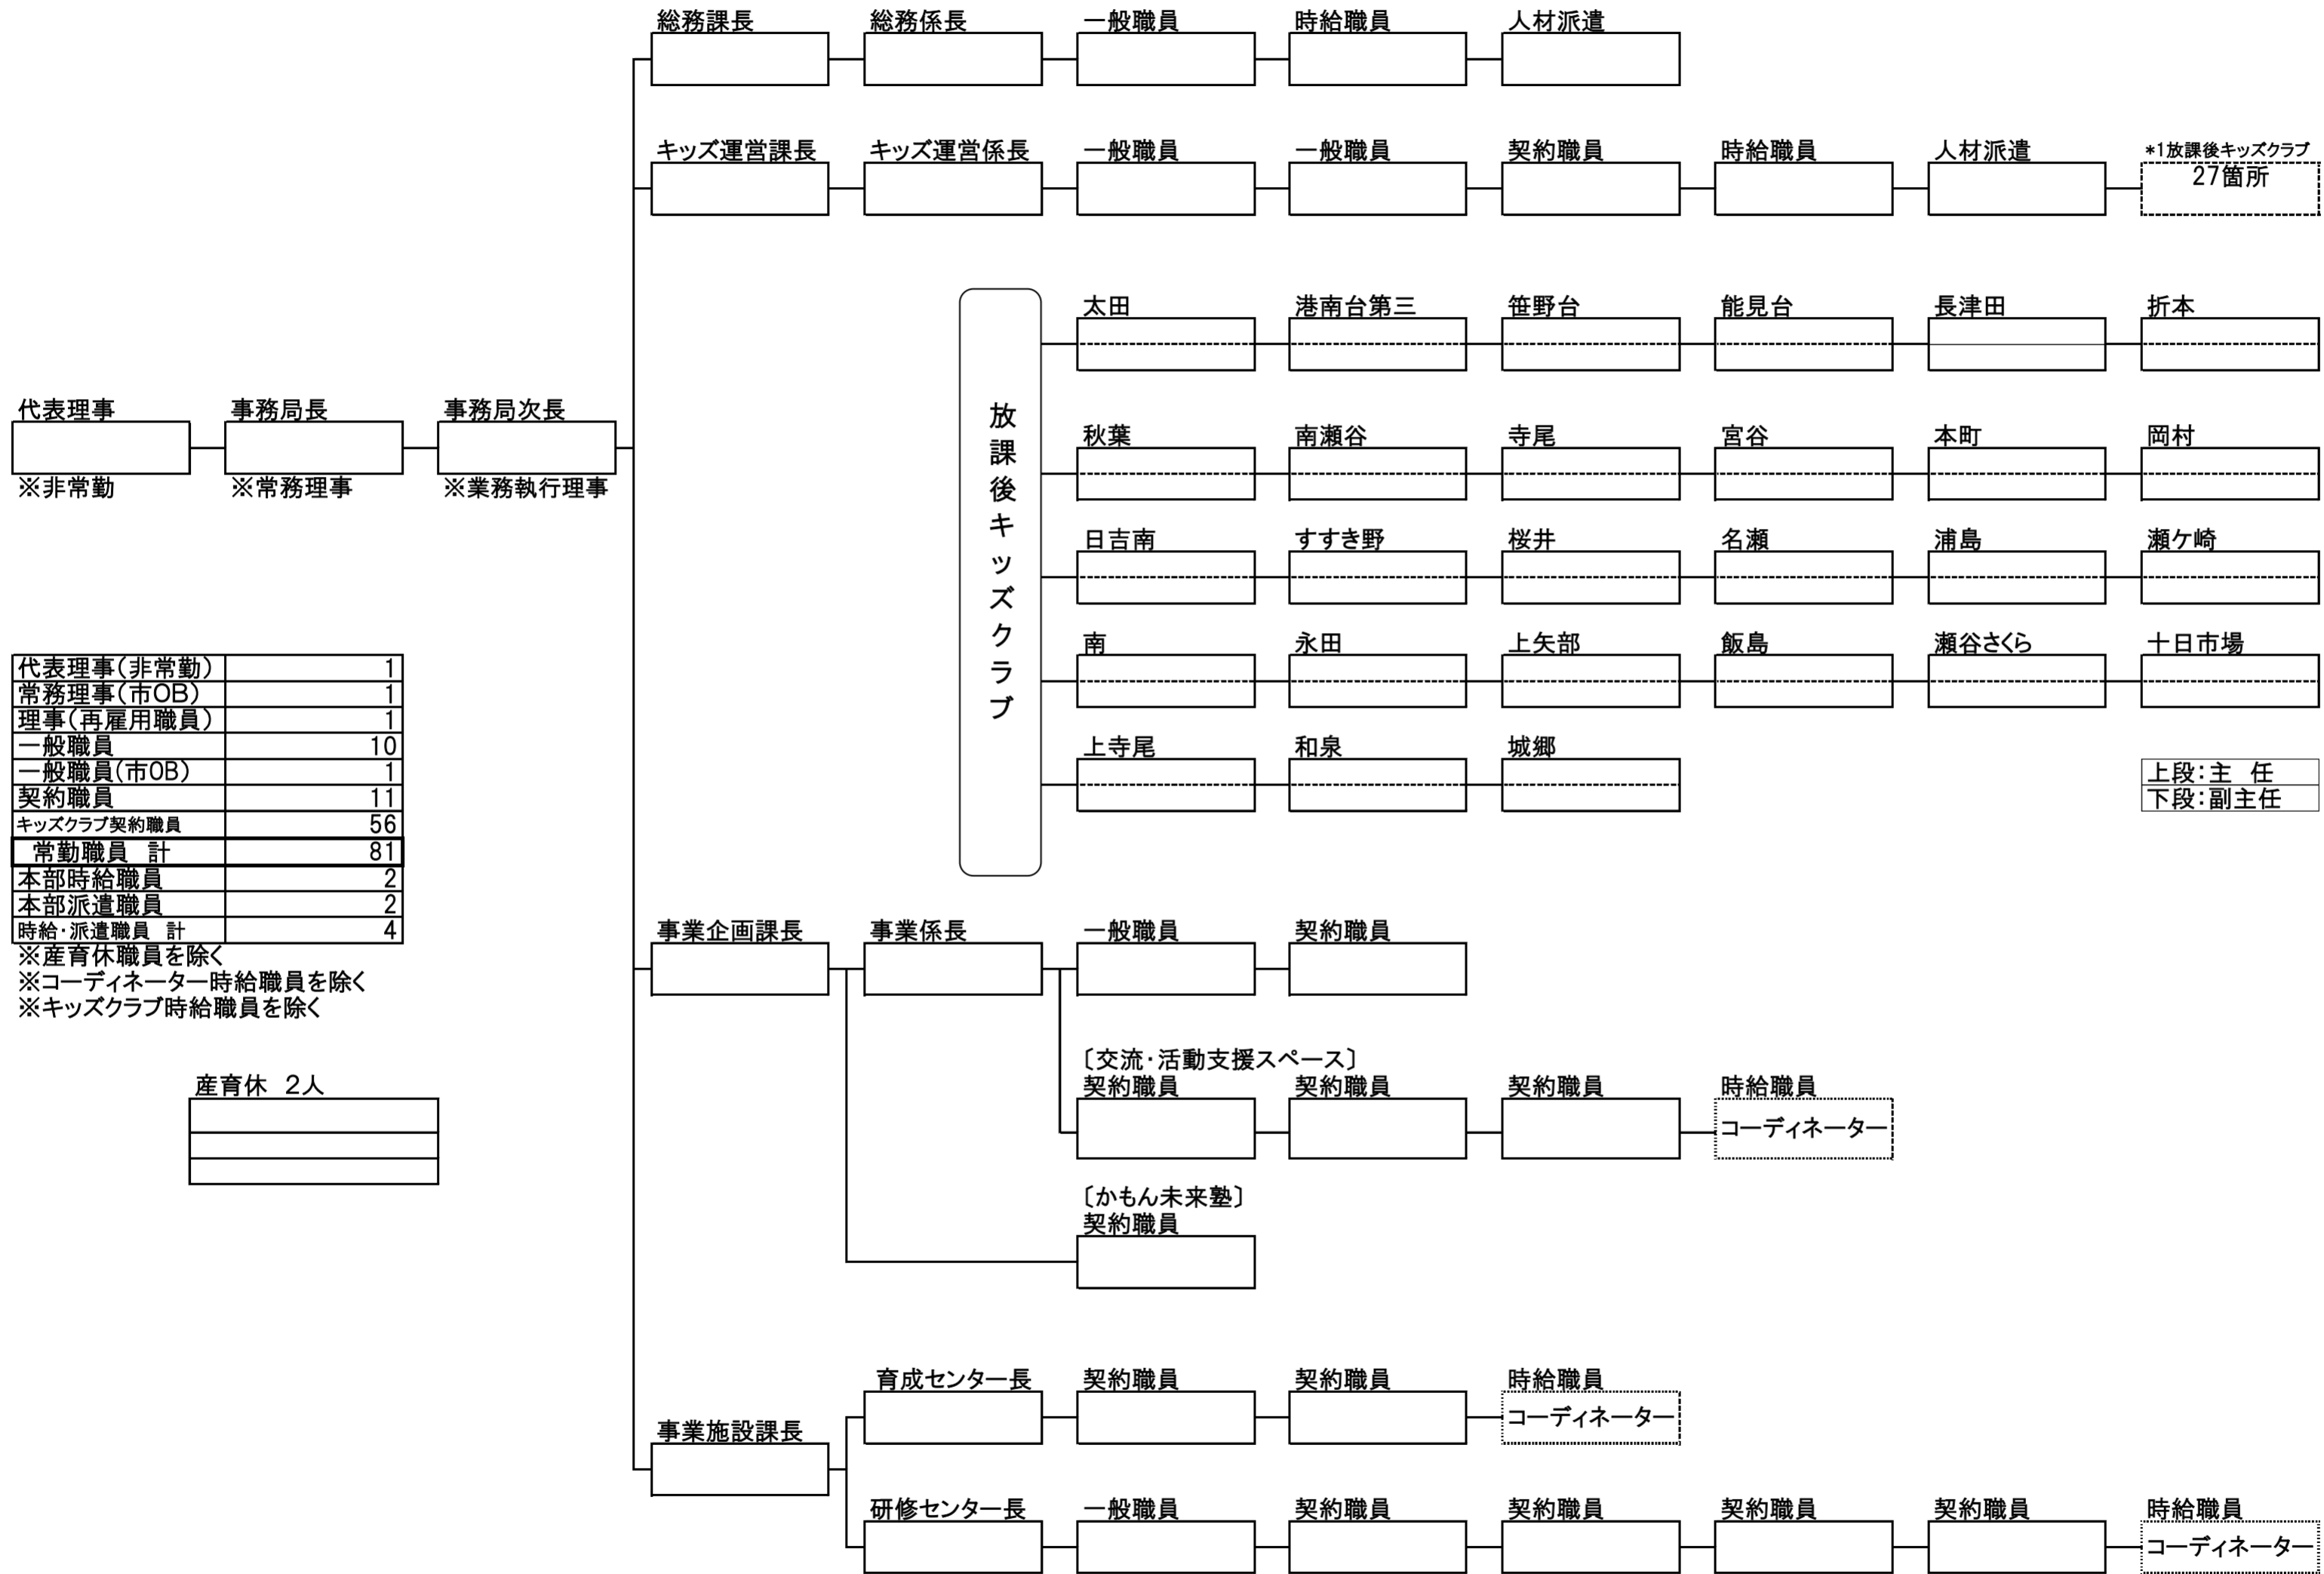 総務課長 総務係長 一般職員 時給職員 人材派遣
キッズ運営課長 キッズ運営係長 一般職員 一般職員 契約職員 時給職員 人材派遣 *1放課後キッズクラブ
27箇所
太田 港南台第三 笹野台 能見台 長津田 折本
代表理事 事務局長 事務局次長
※非常勤 ※常務理事 ※業務執行理事
放課後キッズクラブ
秋葉 南瀬谷 寺尾 宮谷 本町 岡村
日吉南 すすき野 桜井 名瀬 浦島 瀬ケ崎
南 永田 上矢部 飯島 瀬谷さくら 十日市場
上寺尾 和泉 城郷
上段:主 任
下段:副主任
代表理事(非常勤) 1
常務理事(市OB) 1
理事(再雇用職員) 1
一般職員 10
一般職員(市OB) 1
契約職員 11
キッズクラブ契約職員 56
常勤職員 計 81
本部時給職員 2
本部派遣職員 2
時給・派遣職員 計 4
※産育休職員を除く
※コーディネーター時給職員を除く
※キッズクラブ時給職員を除く
産育休 2人
事業企画課長 事業係長 一般職員 契約職員
〔交流・活動支援スペース〕
契約職員 契約職員 契約職員 時給職員
コーディネーター
〔かもん未来塾〕
契約職員
事業施設課長
育成センター長 契約職員 契約職員 時給職員
コーディネーター
研修センター長 一般職員 契約職員 契約職員 契約職員 契約職員 時給職員
コーディネーター